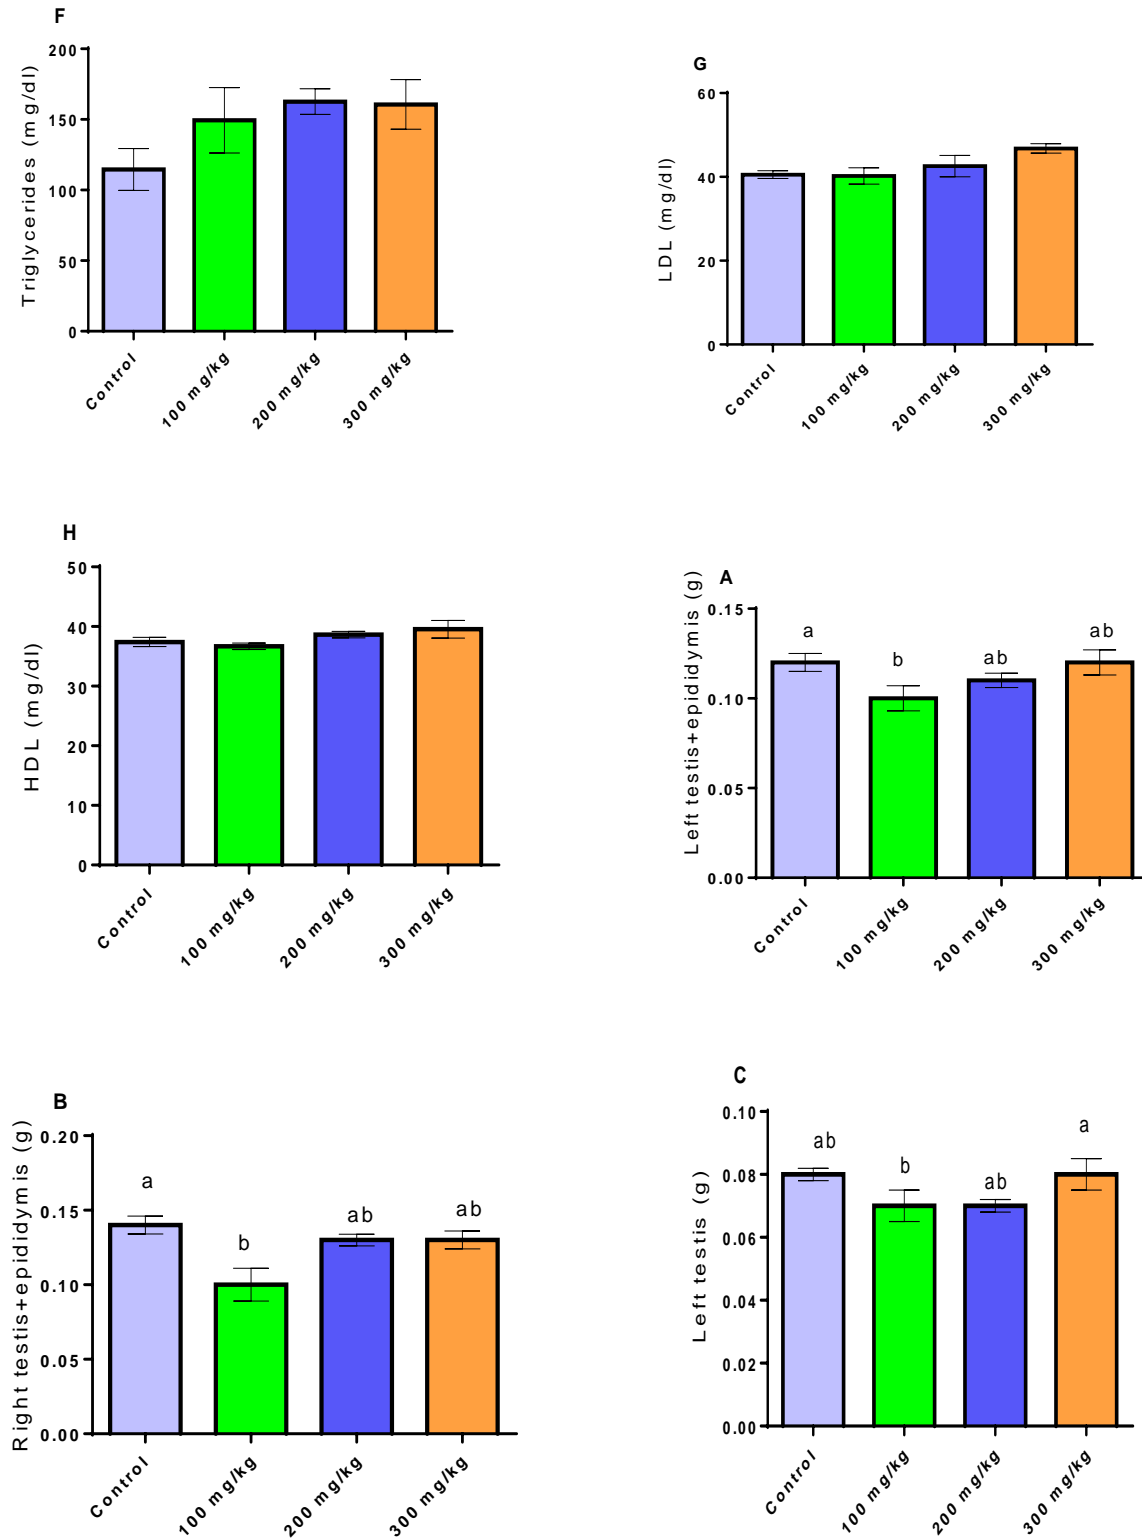 F
Triglycerides (mg/dl)
200
150
100
50
0
Control
100 mg/kg
200 mg/kg
300 mg/kg
G
LDL (mg/dl)
60
40
20
0
Control
100 mg/kg
200 mg/kg
300 mg/kg
H
HDL (mg/dl)
50
40
30
20
10
0
Control
100 mg/kg
200 mg/kg
300 mg/kg
A
Left testis+epididymis (g)
0.15
0.10
0.05
0.00
a
b
ab
ab
Control
100 mg/kg
200 mg/kg
300 mg/kg
B
Right testis+epididymis (g)
0.20
0.15
0.10
0.05
0.00
a
b
ab
ab
Control
100 mg/kg
200 mg/kg
300 mg/kg
C
Left testis (g)
0.10
0.08
0.06
0.04
0.02
0.00
ab
b
ab
a
Control
100 mg/kg
200 mg/kg
300 mg/kg